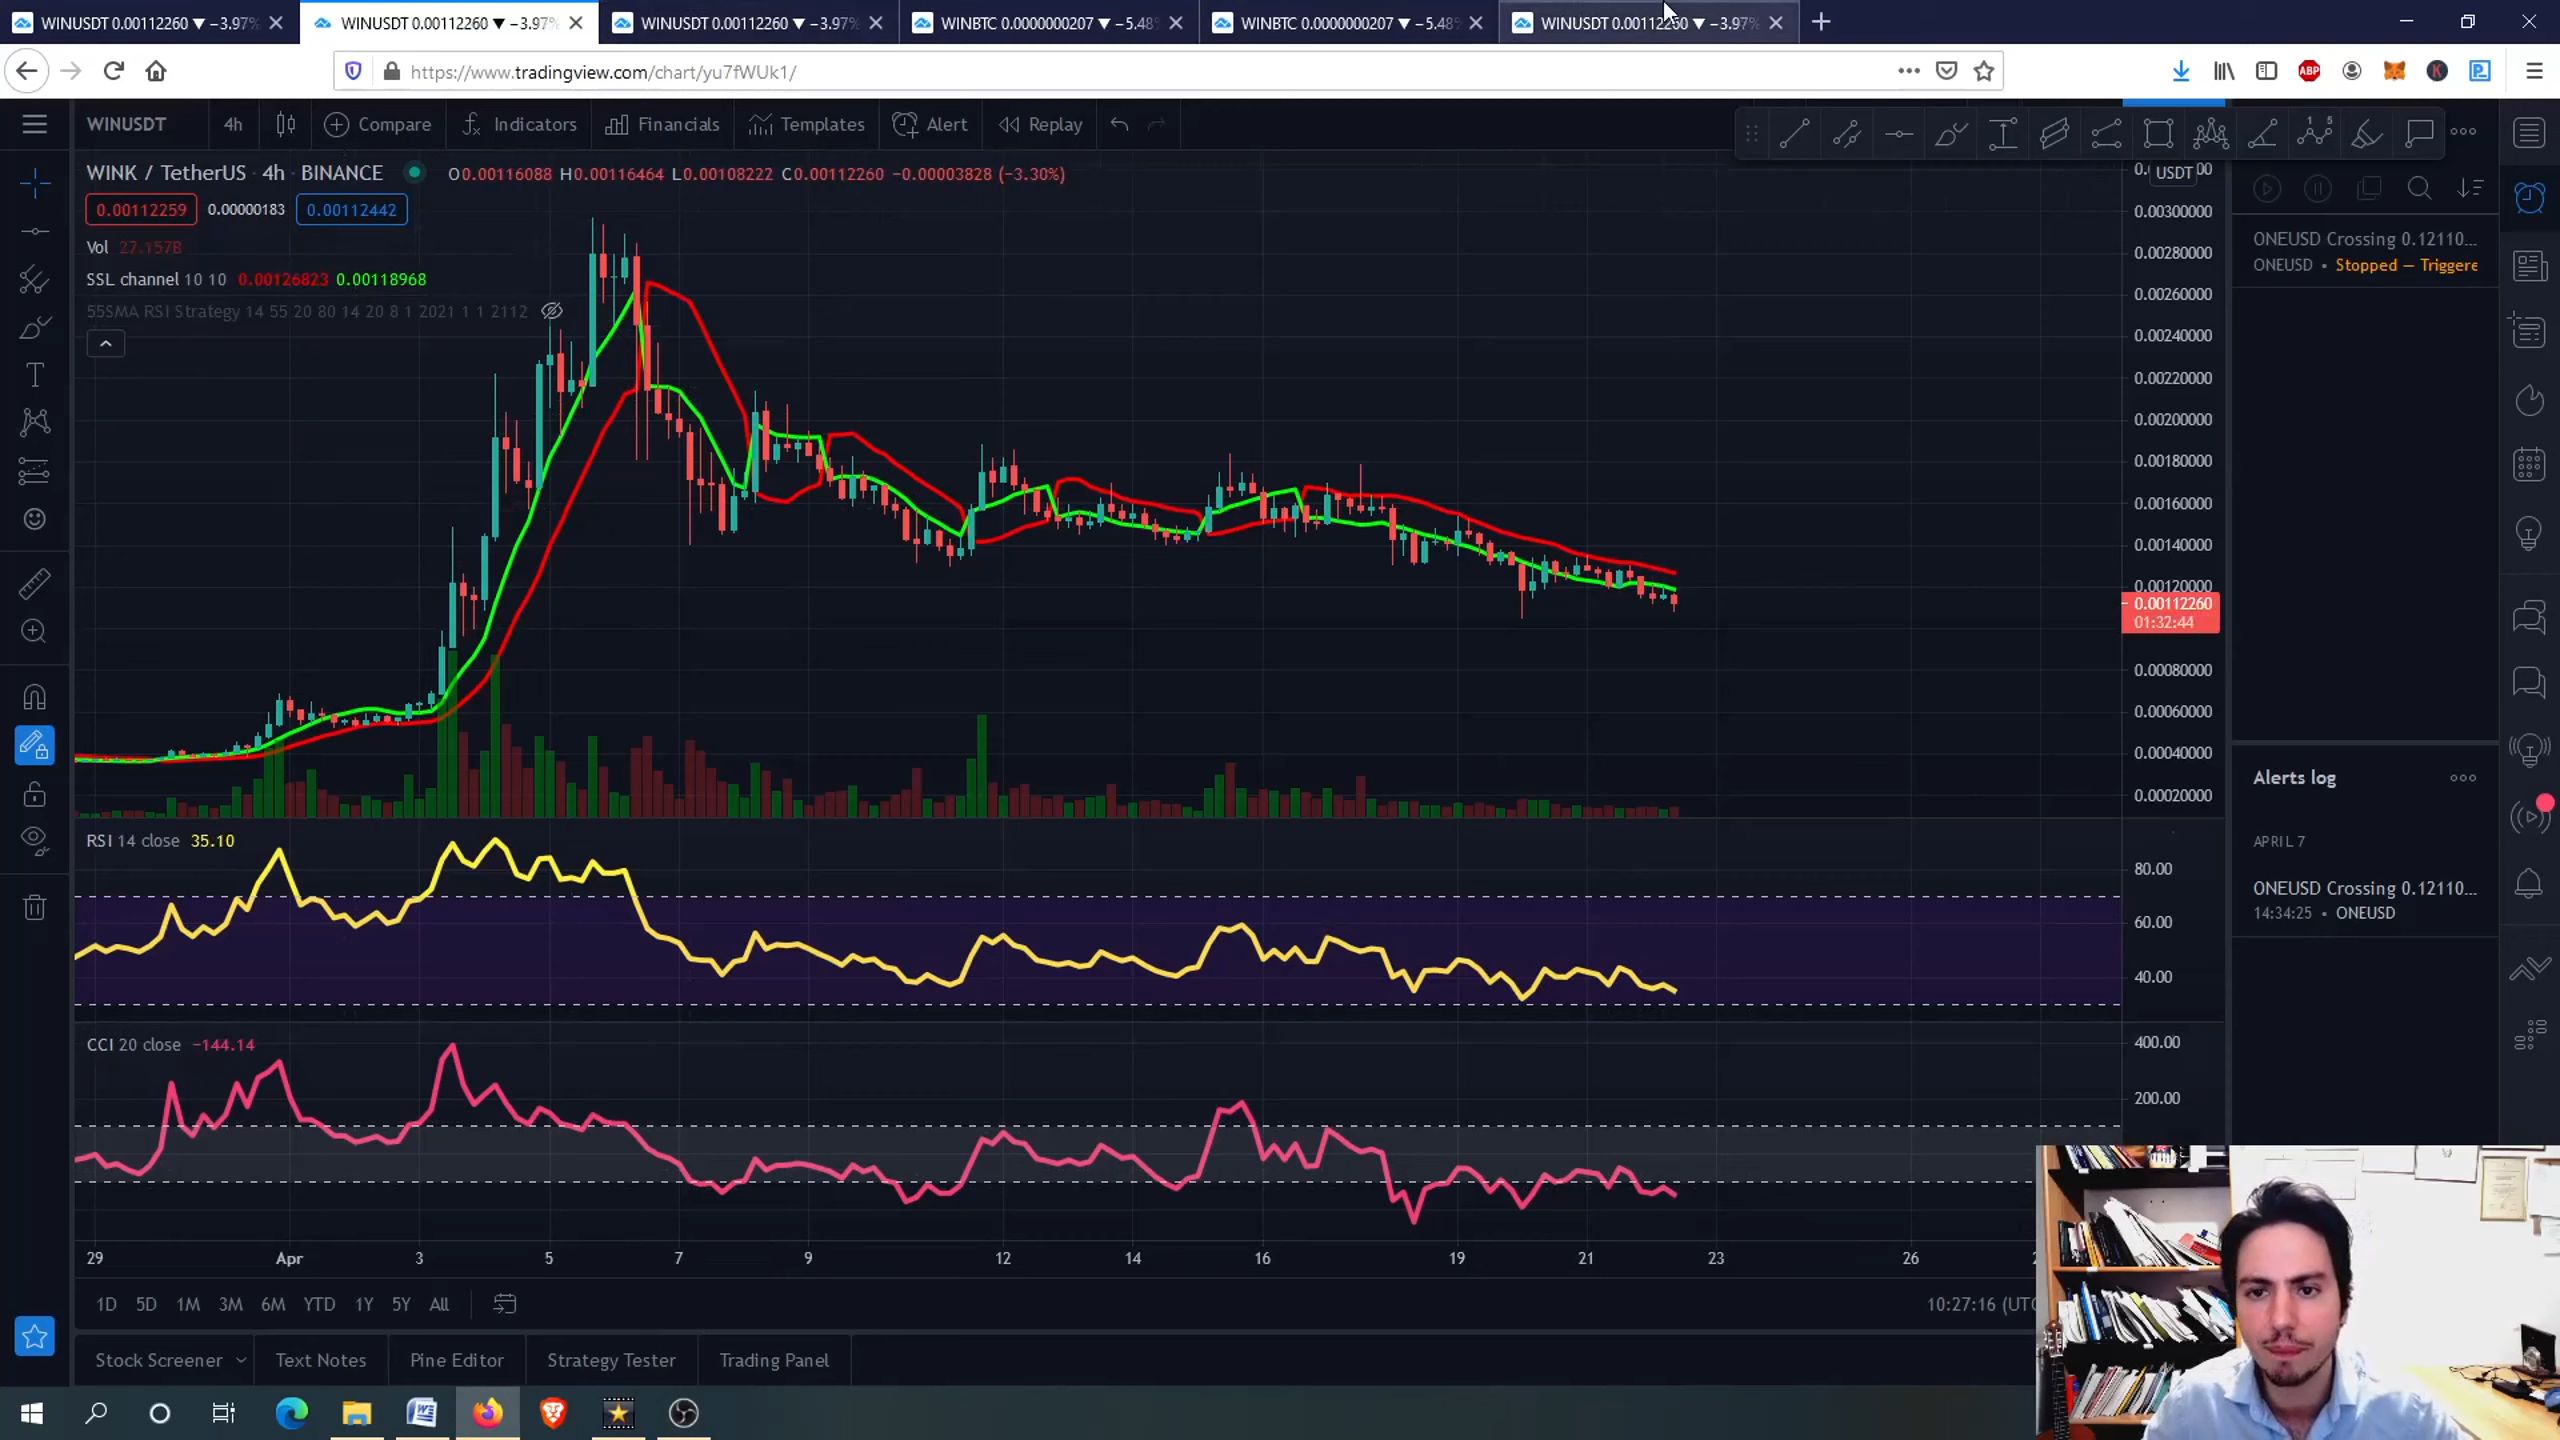 WINUSDT 0.00112260 ▼ −3.97%
WINUSDT 0.00112260 ▼ −3.97%
WINUSDT 0.00112260 ▼ −3.97%
WINBTC 0.0000000207 ▼ −5.48
WINBTC 0.0000000207 ▼ −5.48
WINUSDT 0.00112260 ▼ −3.97%
https://www.tradingview.com/chart/yu7fWUk1/
ABP
WINUSDT 4h Compare Indicators Financials Templates Alert Replay
WINK / TetherUS · 4h · BINANCE O0.00116088 H0.00116464 L0.00108222 C0.00112260 −0.00003828 (−3.30%)
0.00112259 0.00000183 0.00112442
Vol 27.157B
SSL channel 10 10 0.00126823 0.00118968
55SMA RSI Strategy 14 55 20 80 14 20 8 1 2021 1 1 2112
USDT
0.00300000
0.00280000
0.00260000
0.00240000
0.00220000
0.00200000
0.00180000
0.00160000
0.00140000
0.00120000
0.00112260
01:32:44
0.00080000
0.00060000
0.00040000
0.00020000
RSI 14 close 35.10
80.00
60.00
40.00
CCI 20 close −144.14
400.00
200.00
29 Apr 3 5 7 9 12 14 16 19 21 23 26
1D 5D 1M 3M 6M YTD 1Y 5Y All
10:27:16 (UTC
Stock Screener Text Notes Pine Editor Strategy Tester Trading Panel
ONEUSD Crossing 0.12110...
ONEUSD • Stopped — Triggere
Alerts log
APRIL 7
ONEUSD Crossing 0.12110...
14:34:25 • ONEUSD